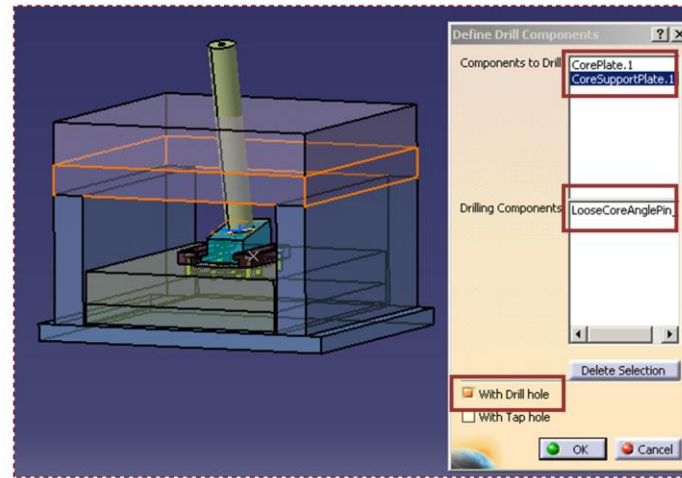 Define Drill Components
Components to Drill
CorePlate.1
CoreSupportPlate.1
Drilling Components
LooseCoreAnglePin_
Delete Selection
With Drill hole
With Tap hole
OK
Cancel